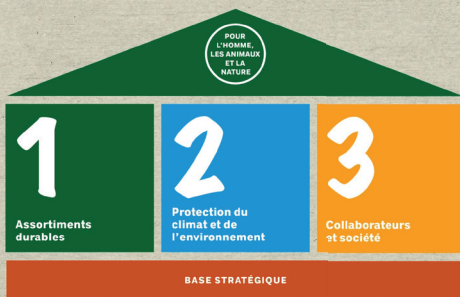 POUR
L'HOMME,
LES ANIMAUX
ET LA
NATURE
1
Assortiments
durables
2
Protection du
climat et de
l'environnement
3
Collaborateurs
et société
BASE STRATÉGIQUE